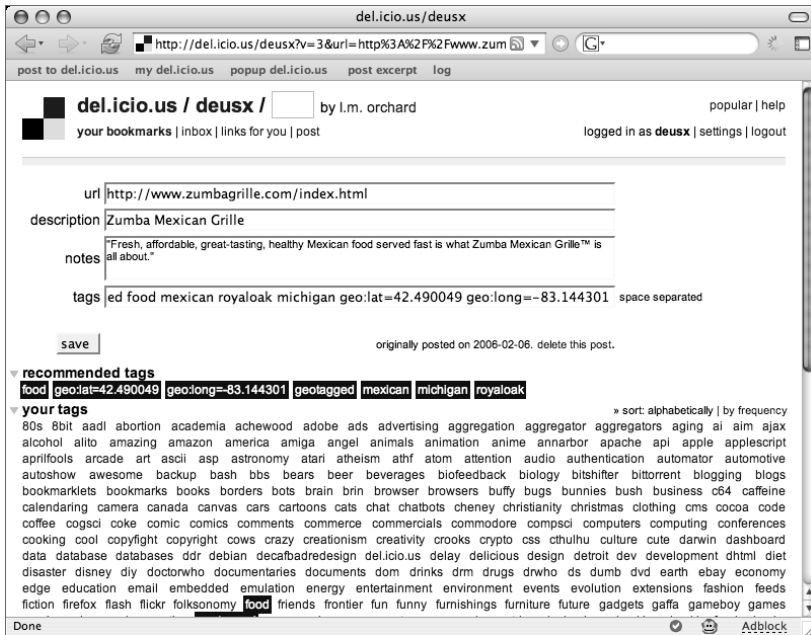 del.icio.us/deusx
http://del.icio.us/deusx?v=3&url=http%3A%2F%2Fwww.zum
G
post to del.icio.us my del.icio.us popup del.icio.us post excerpt log
del.icio.us / deusx / by l.m. orchard
popular | help
your bookmarks | inbox | links for you | post
logged in as deusx | settings | logout
url http://www.zumbagrille.com/index.html
description Zumba Mexican Grille
notes "Fresh, affordable, great-tasting, healthy Mexican food served fast is what Zumba Mexican Grille™ is
all about."
tags ed food mexican royaloak michigan geo:lat=42.490049 geo:long=-83.144301 space separated
save
originally posted on 2006-02-06. delete this post.
recommended tags
food geo:lat=42.490049 geo:long=-83.144301 geotagged mexican michigan royaloak
your tags
» sort: alphabetically | by frequency
80s 8bit aadl abortion academia achewood adobe ads advertising aggregation aggregator aggregators aging ai aim ajax
alcohol alito amazing amazon america amiga angel animals animation anime annarbor apache api apple applescript
aprilfools arcade art ascii asp astronomy atari atheism athf atom attention audio authentication automator automotive
autoshow awesome backup bash bbs bears beer beverages biofeedback biology bitshifter bittorrent blogging blogs
bookmarklets bookmarks books borders bots brain brin browser browsers buffy bugs bunnies bush business c64 caffeine
calendaring camera canada canvas cars cartoons cats chat chatbots cheney christianity christmas clothing cms cocoa code
coffee cogsci coke comic comics comments commerce commercials commodore compsci computers computing conferences
cooking cool copyfight copyright cows crazy creationism creativity crooks crypto css cthulhu culture cute darwin dashboard
data database databases ddr debian decafbadredesign del.icio.us delay delicious design detroit dev development dhtml diet
disaster disney diy doctorwho documentaries documents dom drinks drm drugs drwho ds dumb dvd earth ebay economy
edge education email embedded emulation energy entertainment environment events evolution extensions fashion feeds
fiction firefox flash flickr folksonomy food friends frontier fun funny furnishings furniture future gadgets gaffa gameboy games
Done
Adblock